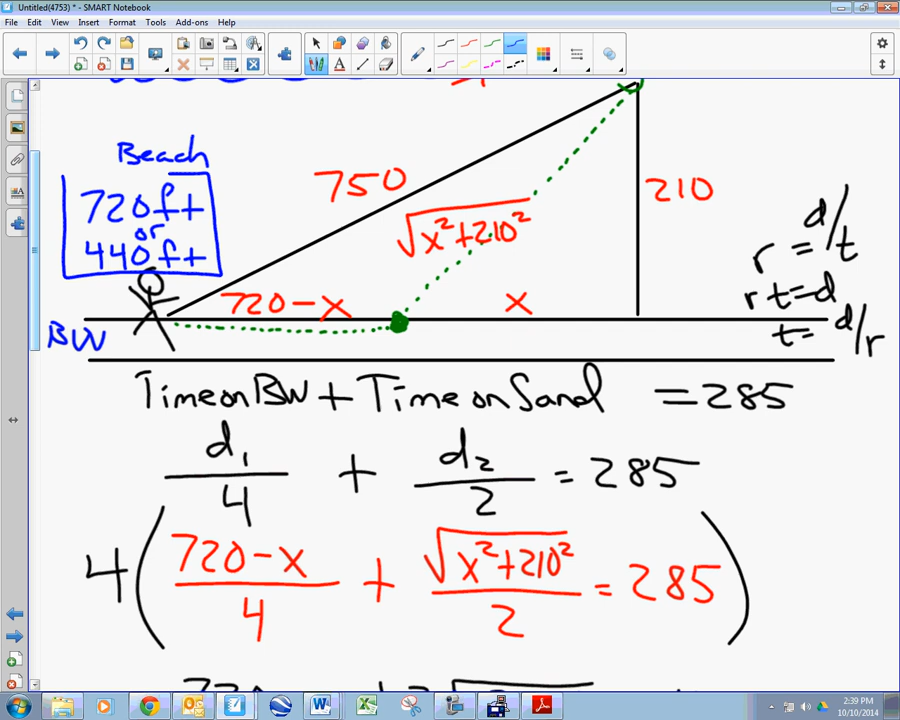 Untitled(4753) * - SMART Notebook
File Edit View Insert Format Tools Add-ons Help
Beach
720ft
or
440ft
750
√x²+210²
210
r = d/t
r t = d
t = d/r
720-x
x
BW
Time on BW + Time on Sand = 285
d₁/4 + d₂/2 = 285
4(720-x/4 + √x²+210²/2 = 285)
2:39 PM
10/10/2014